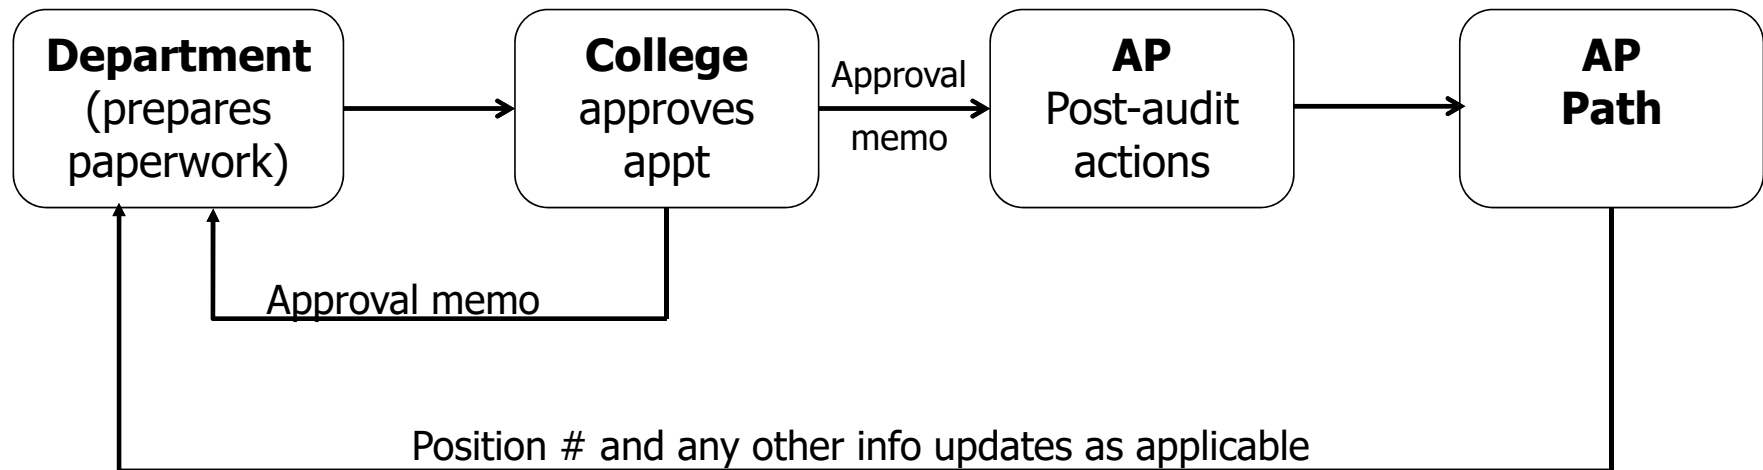 Department
(prepares
paperwork)
College
approves
appt
Approval
memo
AP
Post-audit
actions
AP
Path
Approval memo
Position # and any other info updates as applicable